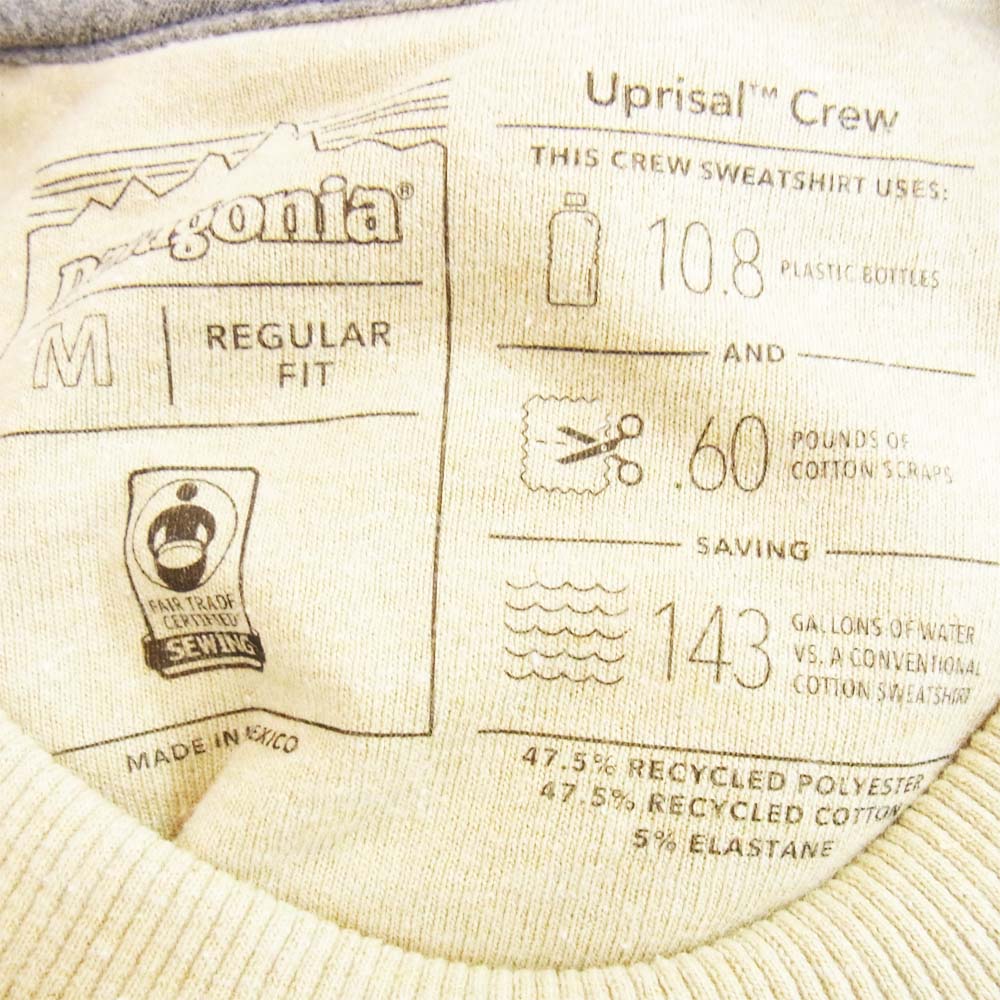 patagonia®
M
REGULAR
FIT
FAIR TRADE
CERTIFIED
SEWING
MADE IN MEXICO
Uprisal™ Crew
THIS CREW SWEATSHIRT USES:
10.8 PLASTIC BOTTLES
AND
.60 POUNDS OF
COTTON SCRAPS
SAVING
143 GALLONS OF WATER
VS. A CONVENTIONAL
COTTON SWEATSHIRT
47.5% RECYCLED POLYESTER
47.5% RECYCLED COTTON
5% ELASTANE